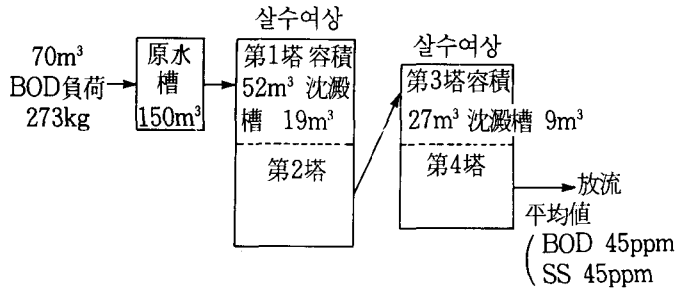 70m³
BOD負荷
273kg
原水
槽
150m³
살수여상
第1塔 容積
52m³ 沈澱
槽 19m³
第2塔
살수여상
第3塔容積
27m³ 沈澱槽 9m³
第4塔
放流
平均値
( BOD 45ppm
SS 45ppm